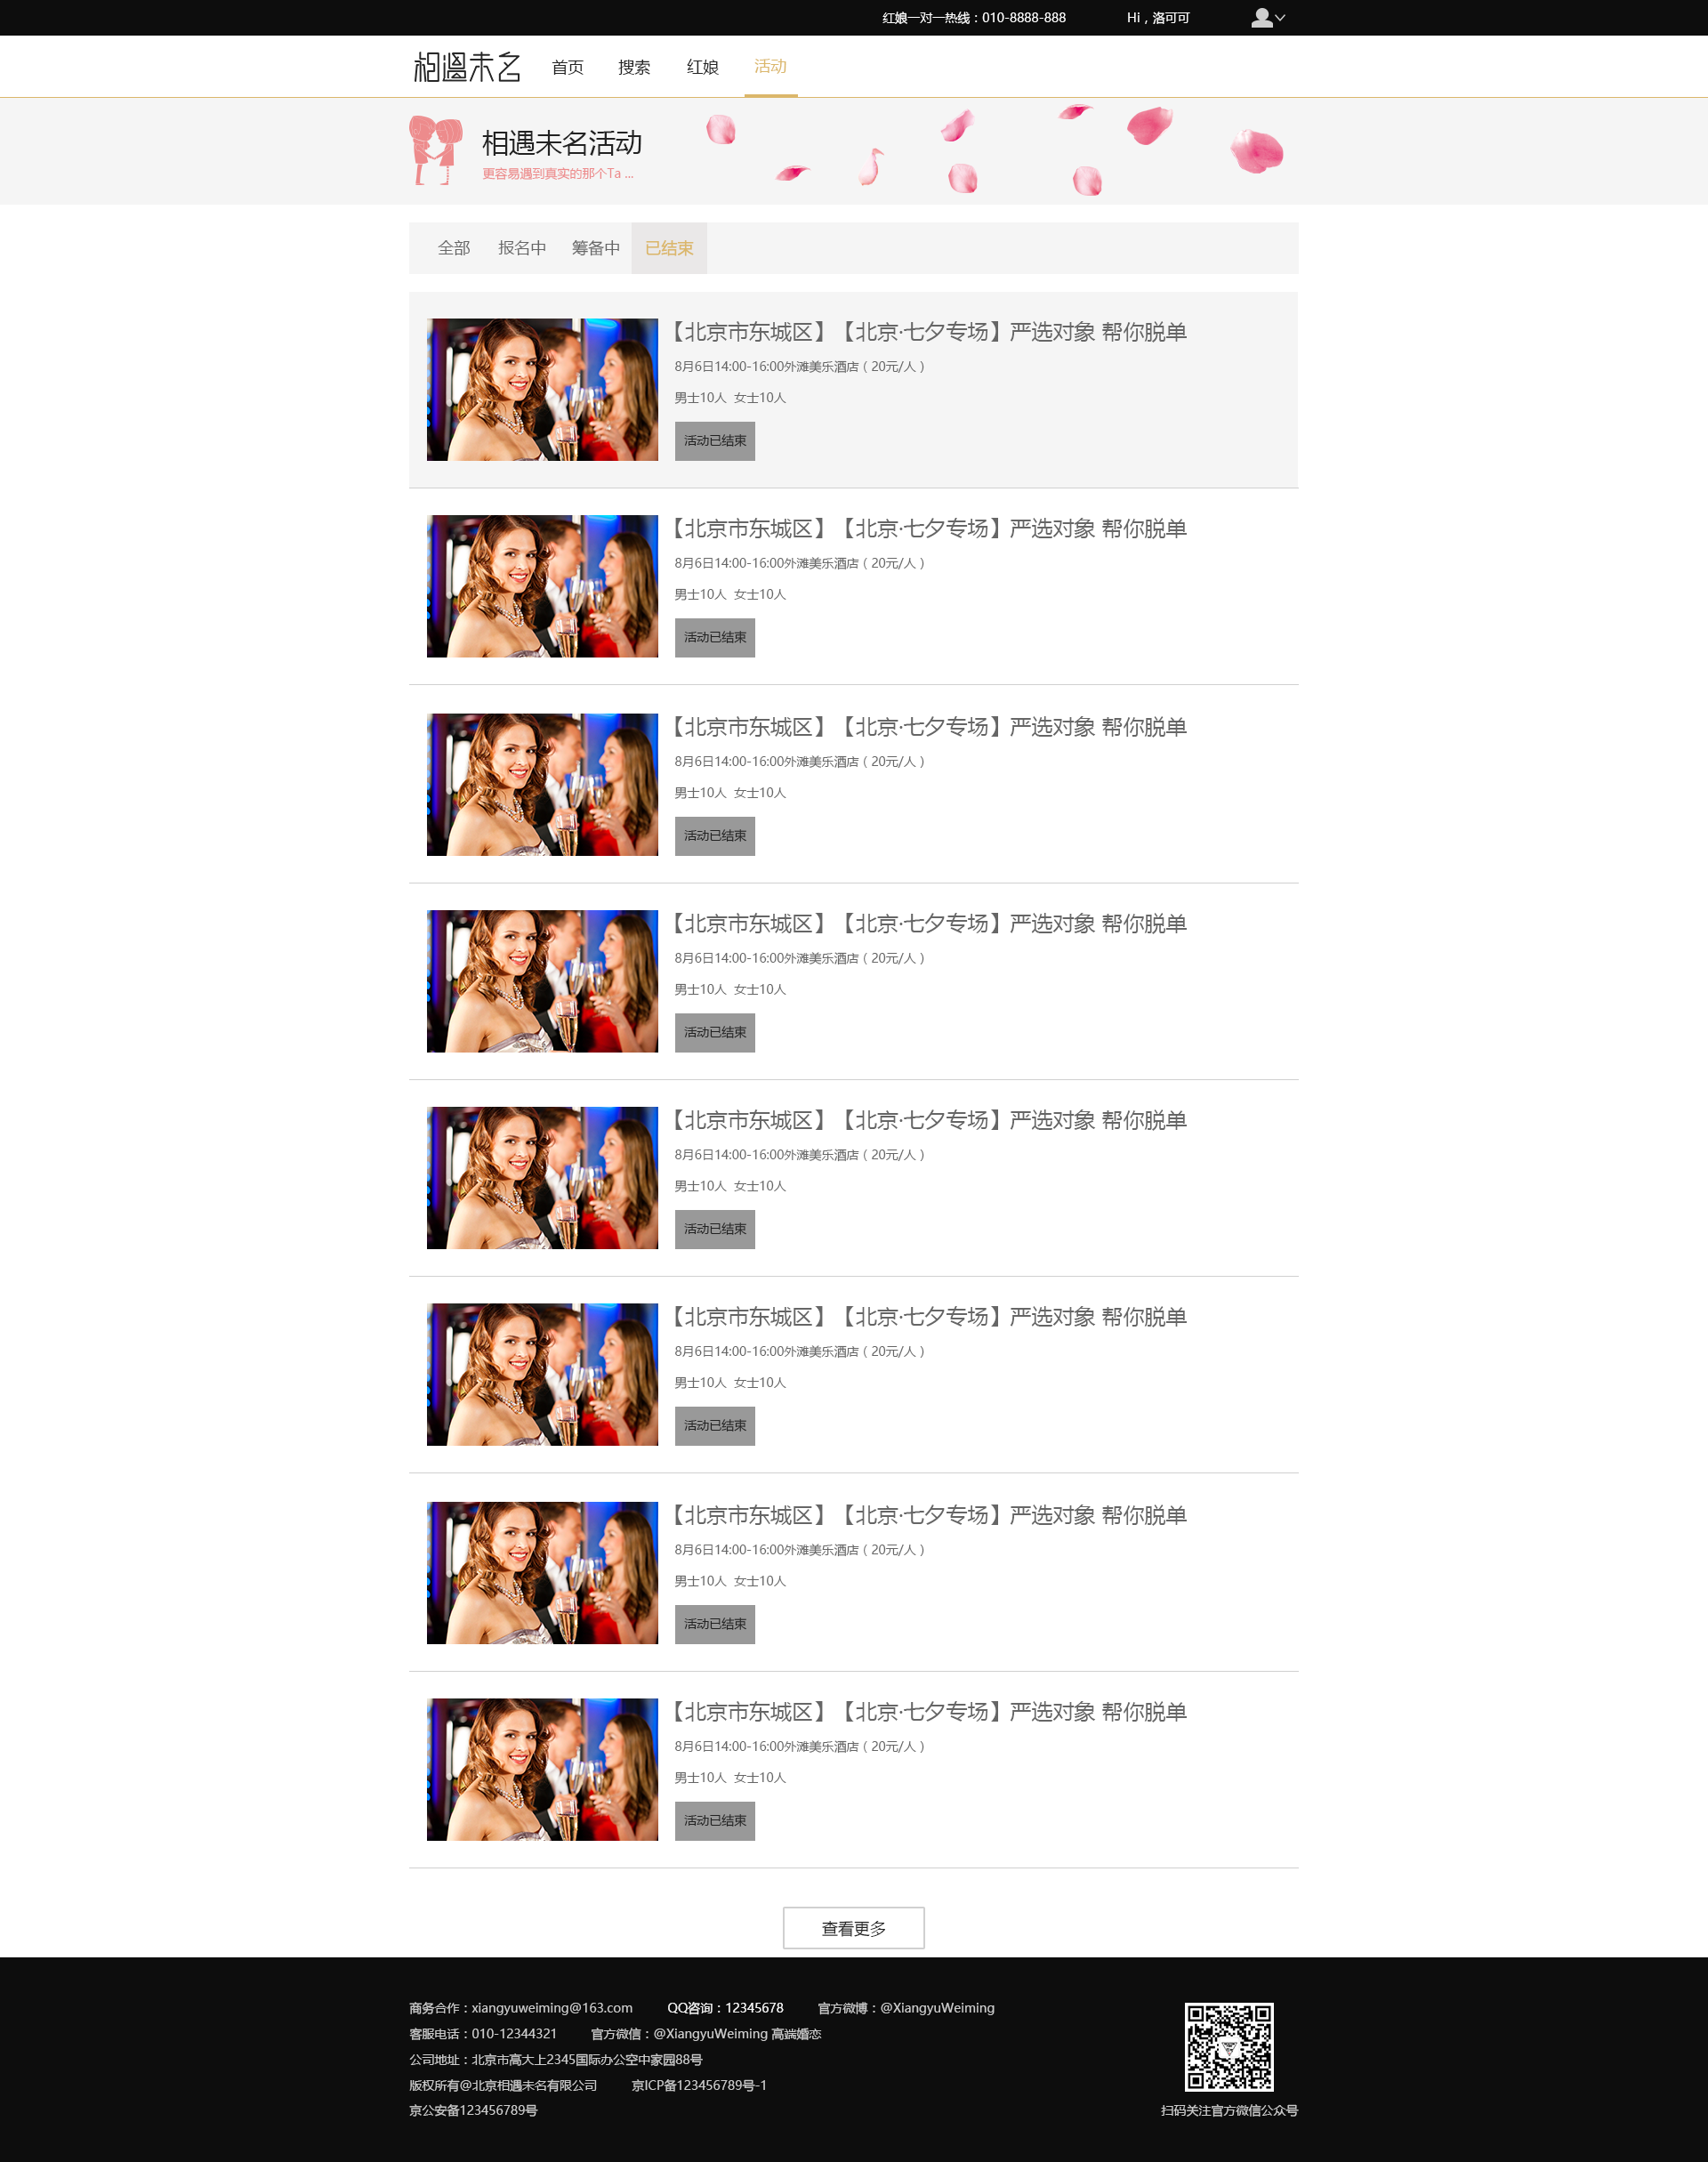 红娘一对一热线：010-8888-888 Hi，洛可可
相遇未名 首页 搜索 红娘 活动
相遇未名活动
更容易遇到真实的那个Ta ...
全部 报名中 筹备中 已结束
【北京市东城区】【北京·七夕专场】严选对象 帮你脱单
8月6日14:00-16:00外滩美乐酒店（20元/人）
男士10人 女士10人
活动已结束
【北京市东城区】【北京·七夕专场】严选对象 帮你脱单
8月6日14:00-16:00外滩美乐酒店（20元/人）
男士10人 女士10人
活动已结束
【北京市东城区】【北京·七夕专场】严选对象 帮你脱单
8月6日14:00-16:00外滩美乐酒店（20元/人）
男士10人 女士10人
活动已结束
【北京市东城区】【北京·七夕专场】严选对象 帮你脱单
8月6日14:00-16:00外滩美乐酒店（20元/人）
男士10人 女士10人
活动已结束
【北京市东城区】【北京·七夕专场】严选对象 帮你脱单
8月6日14:00-16:00外滩美乐酒店（20元/人）
男士10人 女士10人
活动已结束
【北京市东城区】【北京·七夕专场】严选对象 帮你脱单
8月6日14:00-16:00外滩美乐酒店（20元/人）
男士10人 女士10人
活动已结束
【北京市东城区】【北京·七夕专场】严选对象 帮你脱单
8月6日14:00-16:00外滩美乐酒店（20元/人）
男士10人 女士10人
活动已结束
【北京市东城区】【北京·七夕专场】严选对象 帮你脱单
8月6日14:00-16:00外滩美乐酒店（20元/人）
男士10人 女士10人
活动已结束
查看更多
商务合作：xiangyuweiming@163.com QQ咨询：12345678 官方微博：@XiangyuWeiming
客服电话：010-12344321 官方微信：@XiangyuWeiming 高端婚恋
公司地址：北京市高大上2345国际办公空中家园88号
版权所有@北京相遇未名有限公司 京ICP备123456789号-1
京公安备123456789号 扫码关注官方微信公众号